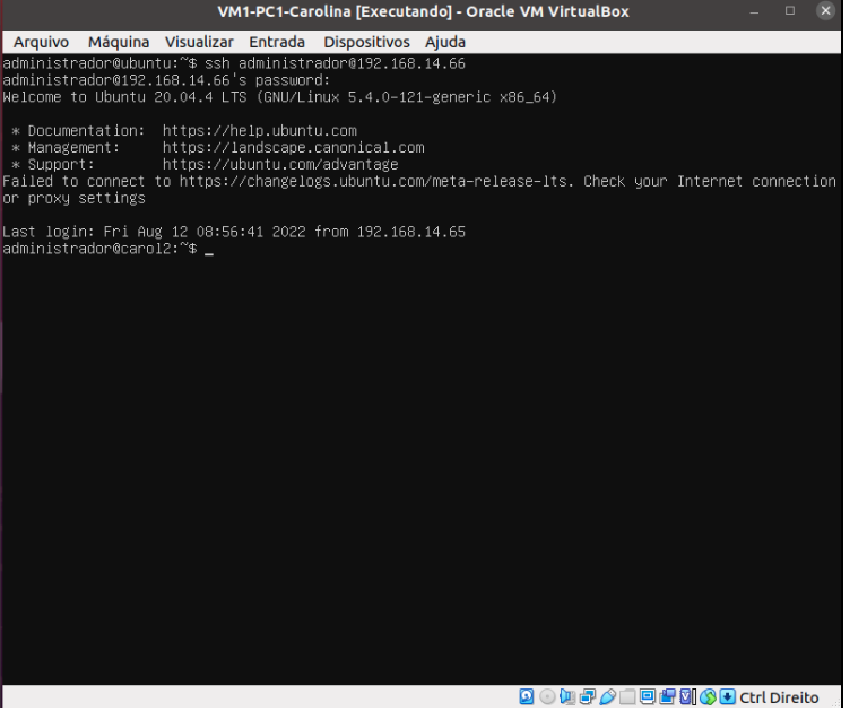 VM1-PC1-Carolina [Executando] - Oracle VM VirtualBox
Arquivo Máquina Visualizar Entrada Dispositivos Ajuda
administrador@ubuntu:~$ ssh administrador@192.168.14.66
administrador@192.168.14.66's password:
Welcome to Ubuntu 20.04.4 LTS (GNU/Linux 5.4.0-121-generic x86_64)
* Documentation: https://help.ubuntu.com
* Management: https://landscape.canonical.com
* Support: https://ubuntu.com/advantage
Failed to connect to https://changelogs.ubuntu.com/meta-release-lts. Check your Internet connection
or proxy settings
Last login: Fri Aug 12 08:56:41 2022 from 192.168.14.65
administrador@carol2:~$ _
Ctrl Direito